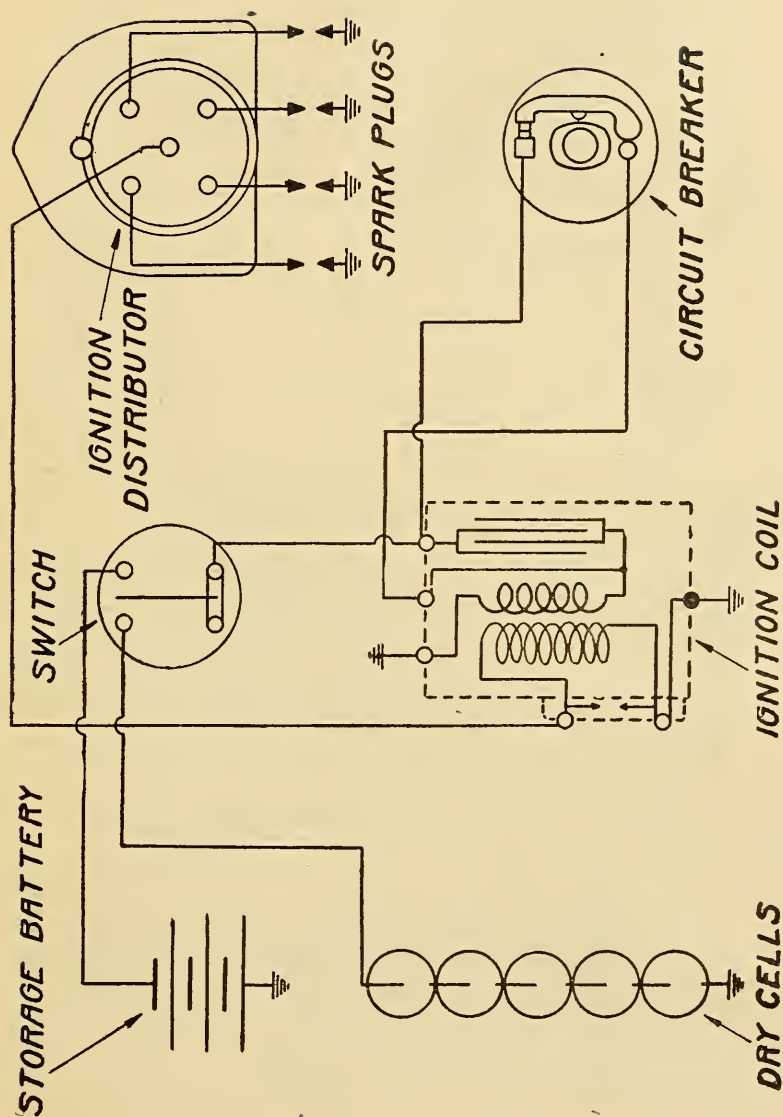 STORAGE BATTERY
SWITCH
IGNITION
DISTRIBUTOR
SPARK PLUGS
DRY CELLS
IGNITION COIL
CIRCUIT BREAKER